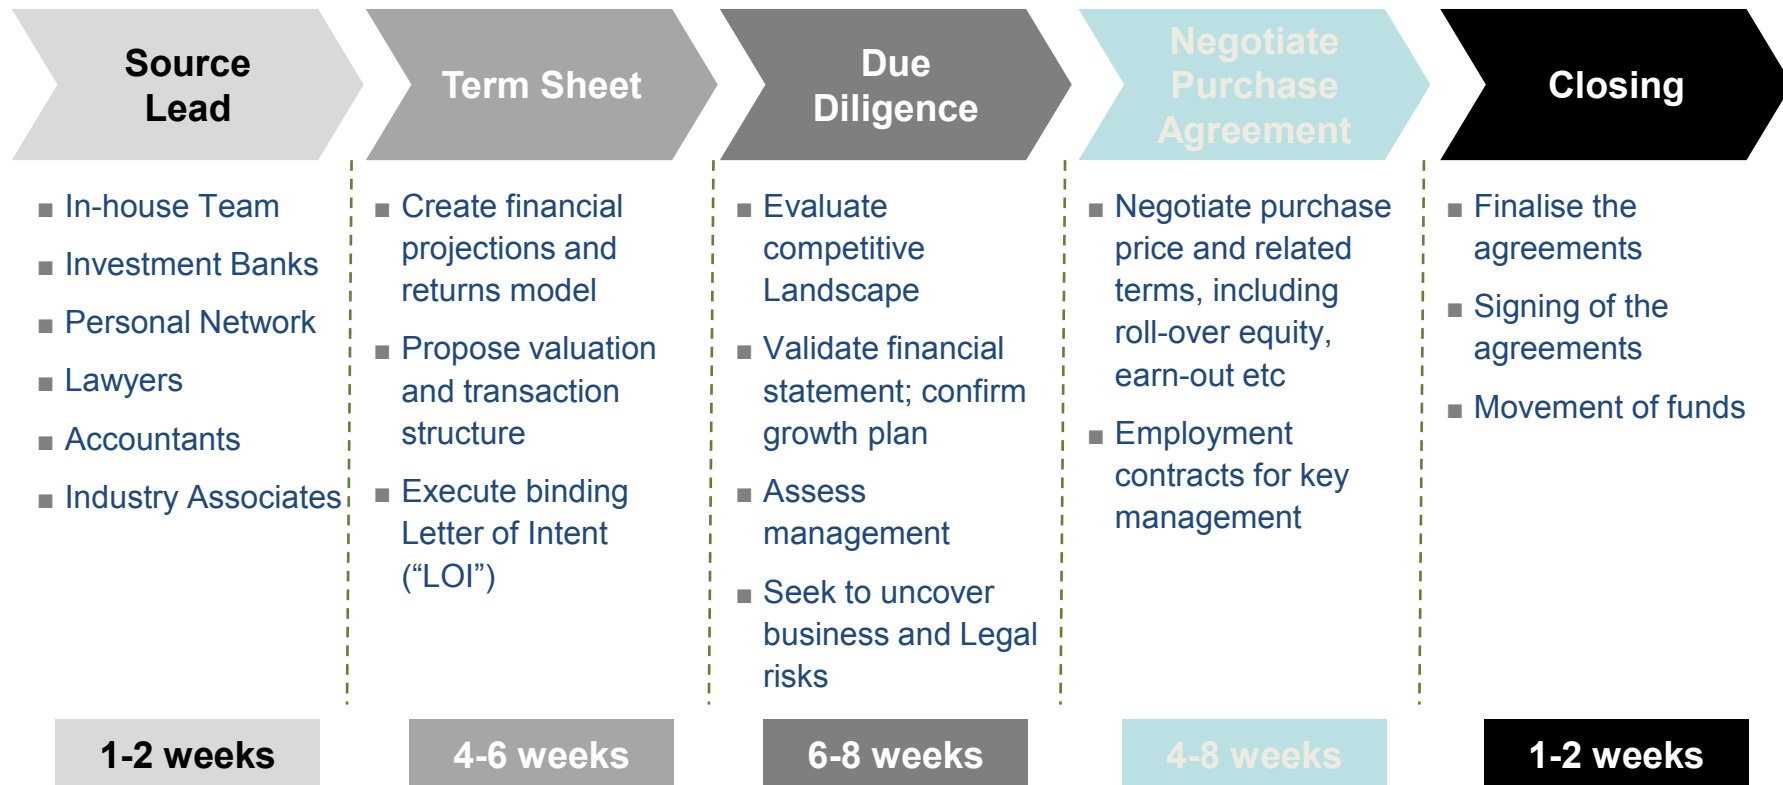 Source
Lead
Term Sheet
Due
Diligence
Negotiate
Purchase
Agreement
Closing
■ In-house Team
■ Investment Banks
■ Personal Network
■ Lawyers
■ Accountants
■ Industry Associates
■ Create financial
projections and
returns model
■ Propose valuation
and transaction
structure
■ Execute binding
Letter of Intent
(“LOI”)
■ Evaluate
competitive
Landscape
■ Validate financial
statement; confirm
growth plan
■ Assess
management
■ Seek to uncover
business and Legal
risks
■ Negotiate purchase
price and related
terms, including
roll-over equity,
earn-out etc
■ Employment
contracts for key
management
■ Finalise the
agreements
■ Signing of the
agreements
■ Movement of funds
1-2 weeks
4-6 weeks
6-8 weeks
4-8 weeks
1-2 weeks